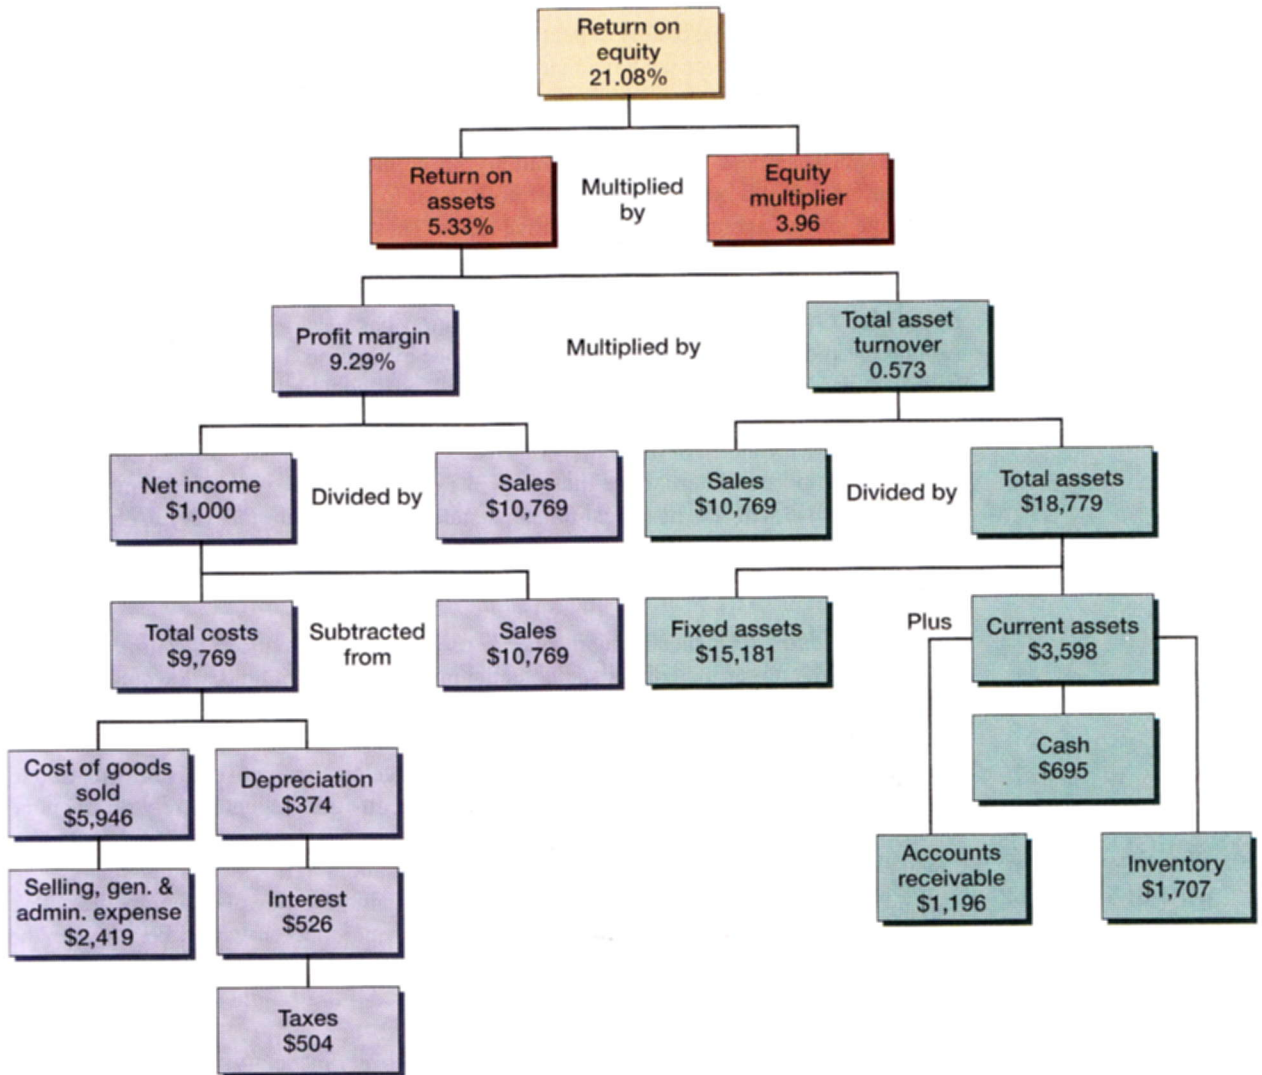 Return on
equity
21.08%
Return on
assets
5.33%
Multiplied
by
Equity
multiplier
3.96
Profit margin
9.29%
Multiplied by
Total asset
turnover
0.573
Net income
$1,000
Divided by
Sales
$10,769
Sales
$10,769
Divided by
Total assets
$18,779
Total costs
$9,769
Subtracted
from
Sales
$10,769
Fixed assets
$15,181
Plus
Current assets
$3,598
Cash
$695
Cost of goods
sold
$5,946
Depreciation
$374
Accounts
receivable
$1,196
Inventory
$1,707
Selling, gen. &
admin. expense
$2,419
Interest
$526
Taxes
$504